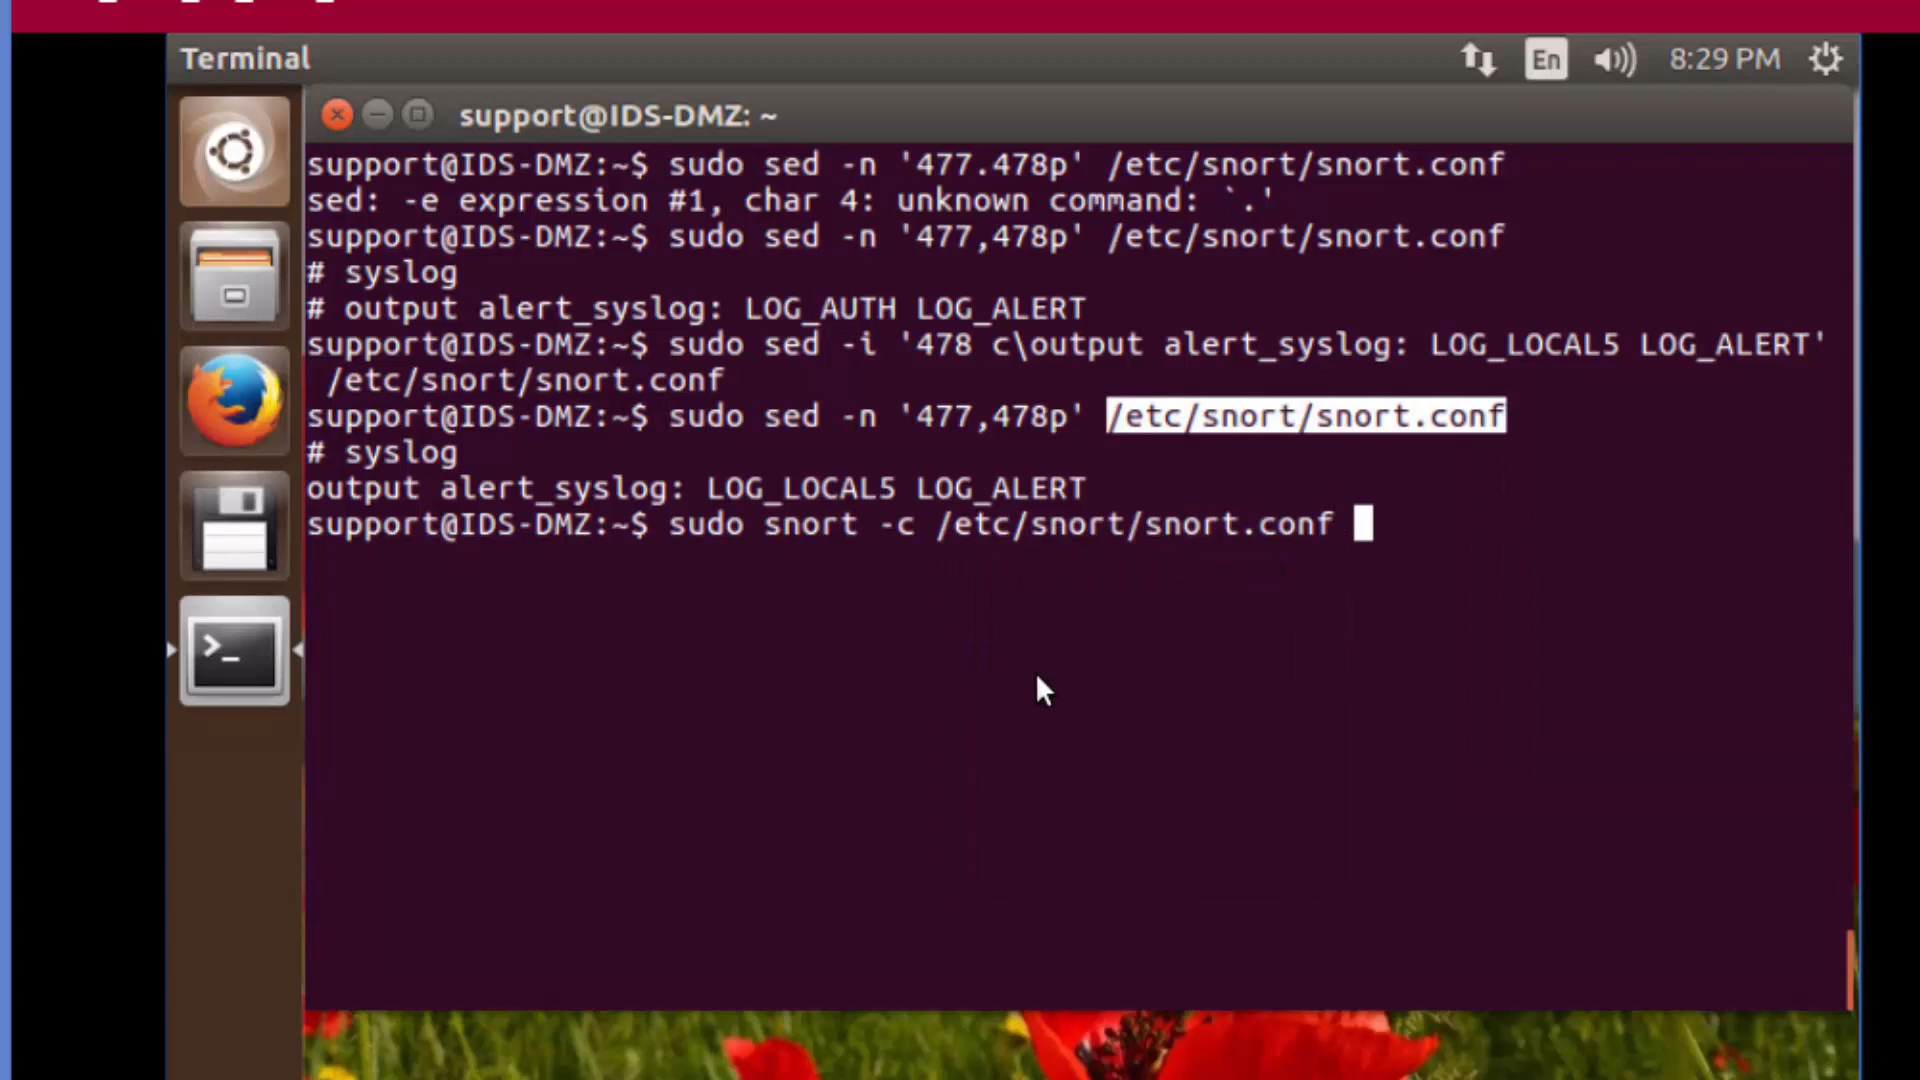 Terminal
En
8:29 PM
support@IDS-DMZ: ~
support@IDS-DMZ:~$ sudo sed -n '477.478p' /etc/snort/snort.conf
sed: -e expression #1, char 4: unknown command: `.'
support@IDS-DMZ:~$ sudo sed -n '477,478p' /etc/snort/snort.conf
# syslog
# output alert_syslog: LOG_AUTH LOG_ALERT
support@IDS-DMZ:~$ sudo sed -i '478 c\output alert_syslog: LOG_LOCAL5 LOG_ALERT'
/etc/snort/snort.conf
support@IDS-DMZ:~$ sudo sed -n '477,478p' /etc/snort/snort.conf
# syslog
output alert_syslog: LOG_LOCAL5 LOG_ALERT
support@IDS-DMZ:~$ sudo snort -c /etc/snort/snort.conf
>_